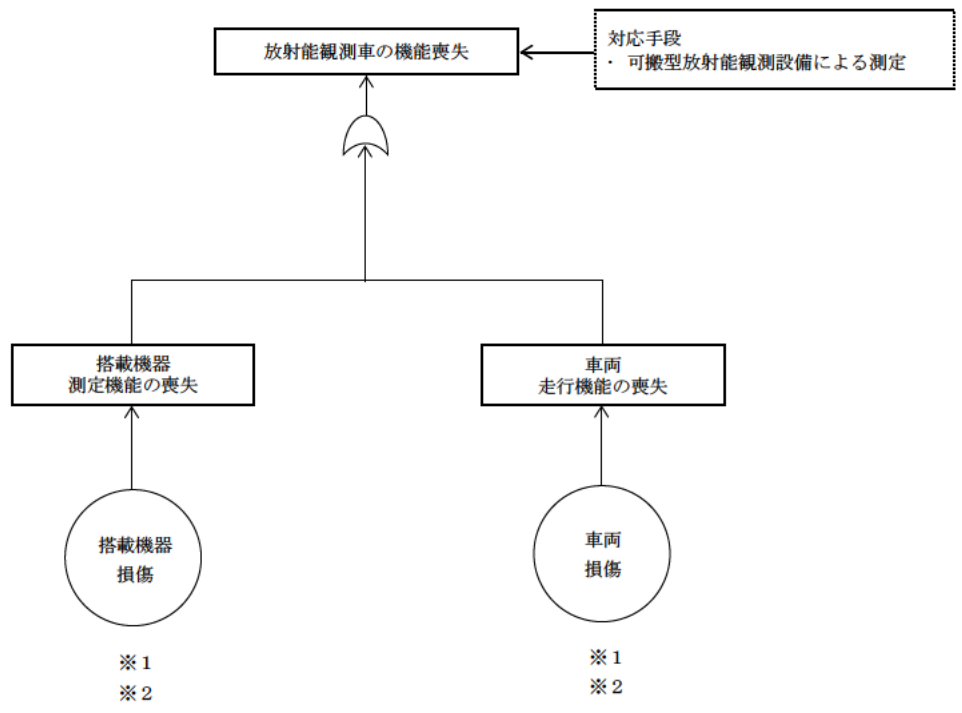 放射能観測車の機能喪失
対応手段
・ 可搬型放射能観測設備による測定
搭載機器
測定機能の喪失
車両
走行機能の喪失
搭載機器
損傷
車両
損傷
※1
※2
※1
※2